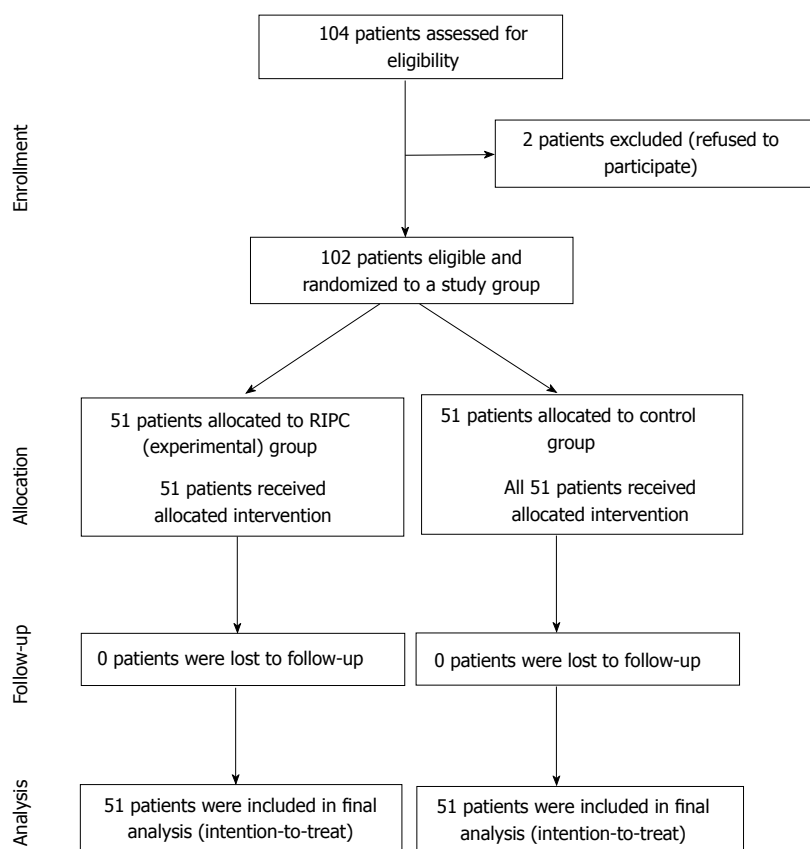 104 patients assessed for
eligibility
Enrollment
2 patients excluded (refused to
participate)
102 patients eligible and
randomized to a study group
Allocation
51 patients allocated to RIPC
(experimental) group
51 patients received
allocated intervention
51 patients allocated to control
group
All 51 patients received
allocated intervention
Follow-up
0 patients were lost to follow-up
0 patients were lost to follow-up
Analysis
51 patients were included in final
analysis (intention-to-treat)
51 patients were included in final
analysis (intention-to-treat)